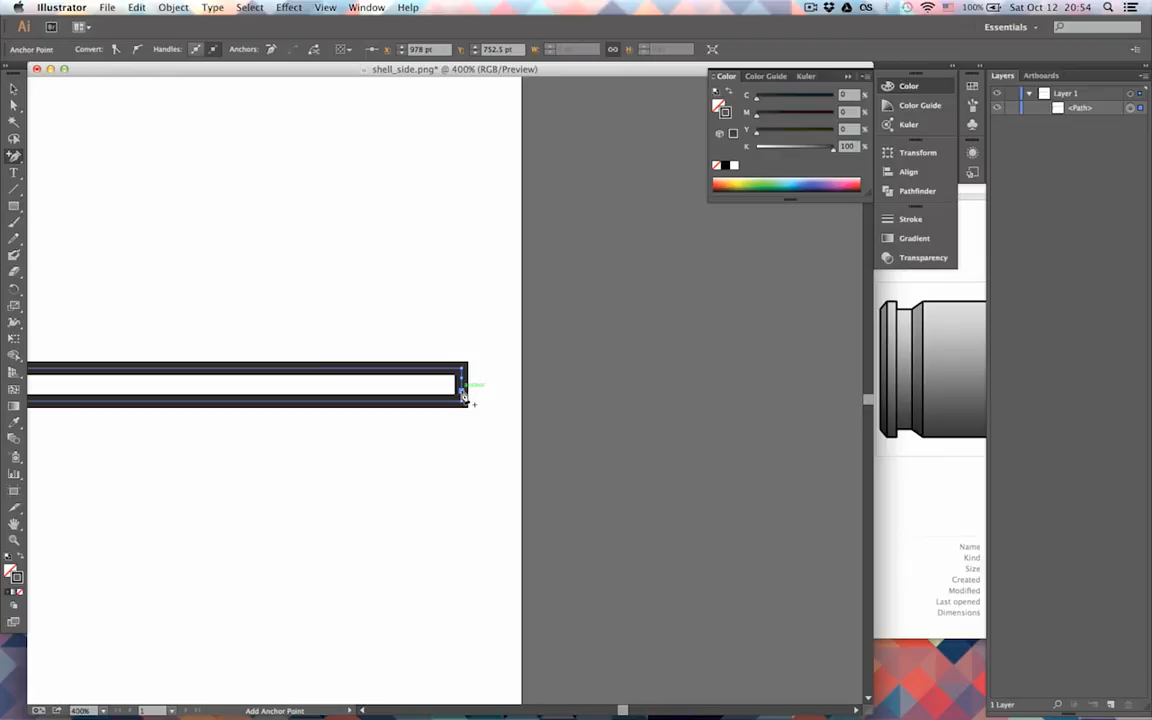 Illustrator File Edit Object Type Select Effect View Window Help
100% Sat Oct 12 20:54
Ai Br Essentials
Anchor Point Convert: Handles: Anchors: X: 978 pt Y: 752.5 pt W: H:
shell_side.png* @ 400% (RGB/Preview)
Color Color Guide Kuler
C 0 %
M 0 %
Y 0 %
K 100 %
Color
Color Guide
Kuler
Transform
Align
Pathfinder
Stroke
Gradient
Transparency
Layers Artboards
Layer 1
<Path>
Name
Kind
Size
Created
Modified
Last opened
Dimensions
400% 1 Add Anchor Point
1 Layer